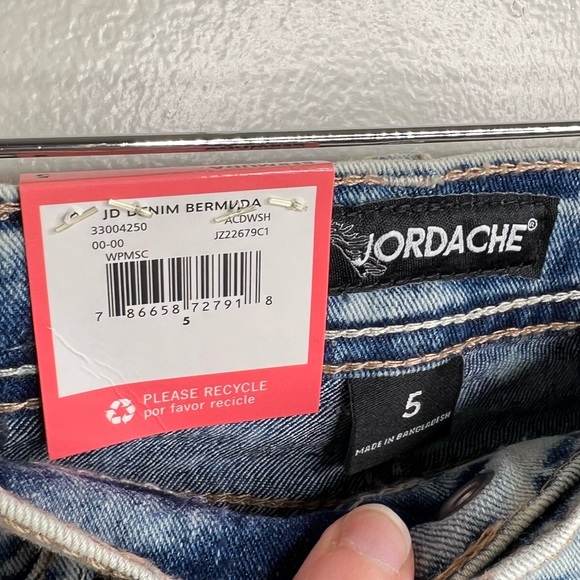 JD DENIM BERMUDA
33004250
ACDWSH
00-00
JZ22679C1
WPMSC
7 86658 72791 8
5
PLEASE RECYCLE
por favor recicle
JORDACHE®
5
MADE IN BANGLADESH